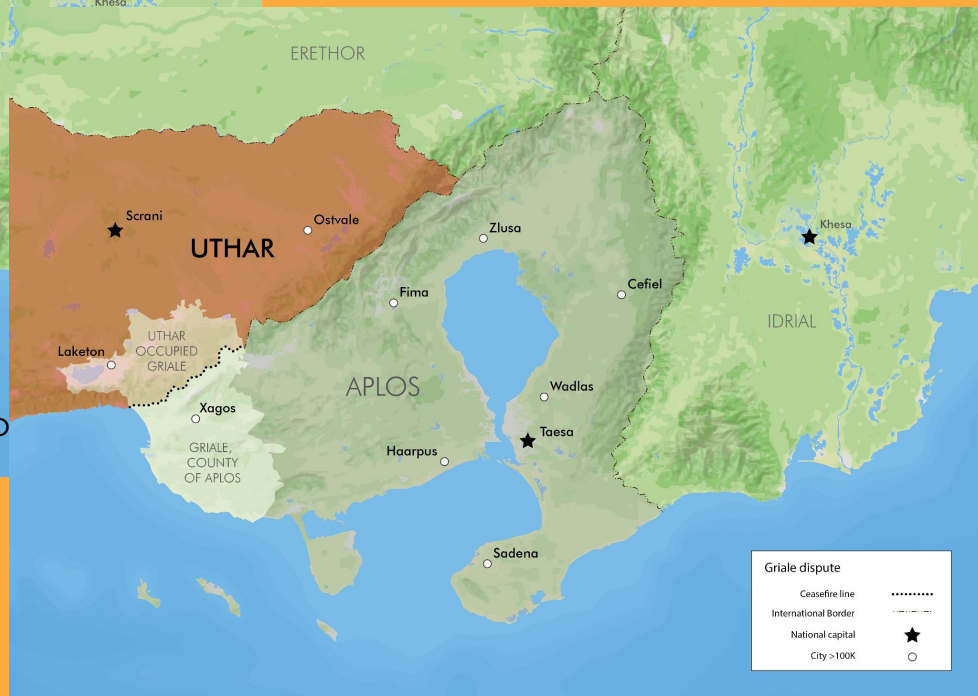 Khesa
ERETHOR
Scrani
Ostvale
UTHAR
Zlusa
Khesa
Cefiel
Fima
IDRIAL
UTHAR
OCCUPIED
GRIALE
Laketon
APLOS
Wadlas
Xagos
Taesa
GRIALE,
COUNTY
OF APLOS
Haarpus
Sadena
Griale dispute
Ceasefire line
International Border
National capital
City >100K